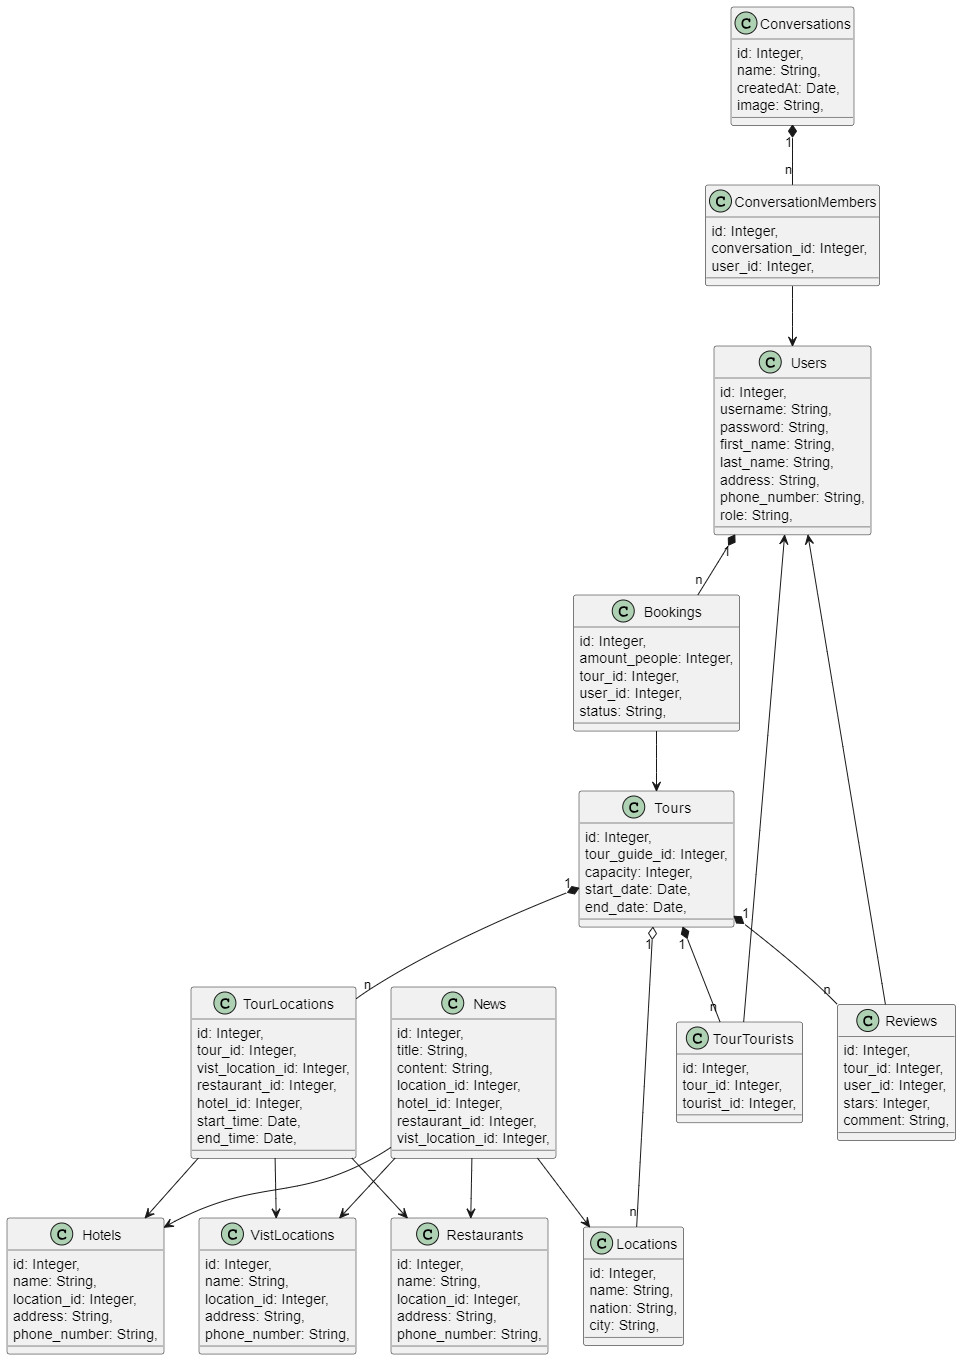 C Conversations
id: Integer,
name: String,
createdAt: Date,
image: String,
1
n
C ConversationMembers
id: Integer,
conversation_id: Integer,
user_id: Integer,
C Users
id: Integer,
username: String,
password: String,
first_name: String,
last_name: String,
address: String,
phone_number: String,
role: String,
1
n
C Bookings
id: Integer,
amount_people: Integer,
tour_id: Integer,
user_id: Integer,
status: String,
C Tours
id: Integer,
tour_guide_id: Integer,
capacity: Integer,
start_date: Date,
end_date: Date,
1
1
1
1
n
n
n
C TourLocations
id: Integer,
tour_id: Integer,
vist_location_id: Integer,
restaurant_id: Integer,
hotel_id: Integer,
start_time: Date,
end_time: Date,
C News
id: Integer,
title: String,
content: String,
location_id: Integer,
hotel_id: Integer,
restaurant_id: Integer,
vist_location_id: Integer,
C TourTourists
id: Integer,
tour_id: Integer,
tourist_id: Integer,
C Reviews
id: Integer,
tour_id: Integer,
user_id: Integer,
stars: Integer,
comment: String,
n
C Hotels
id: Integer,
name: String,
location_id: Integer,
address: String,
phone_number: String,
C VistLocations
id: Integer,
name: String,
location_id: Integer,
address: String,
phone_number: String,
C Restaurants
id: Integer,
name: String,
location_id: Integer,
address: String,
phone_number: String,
C Locations
id: Integer,
name: String,
nation: String,
city: String,